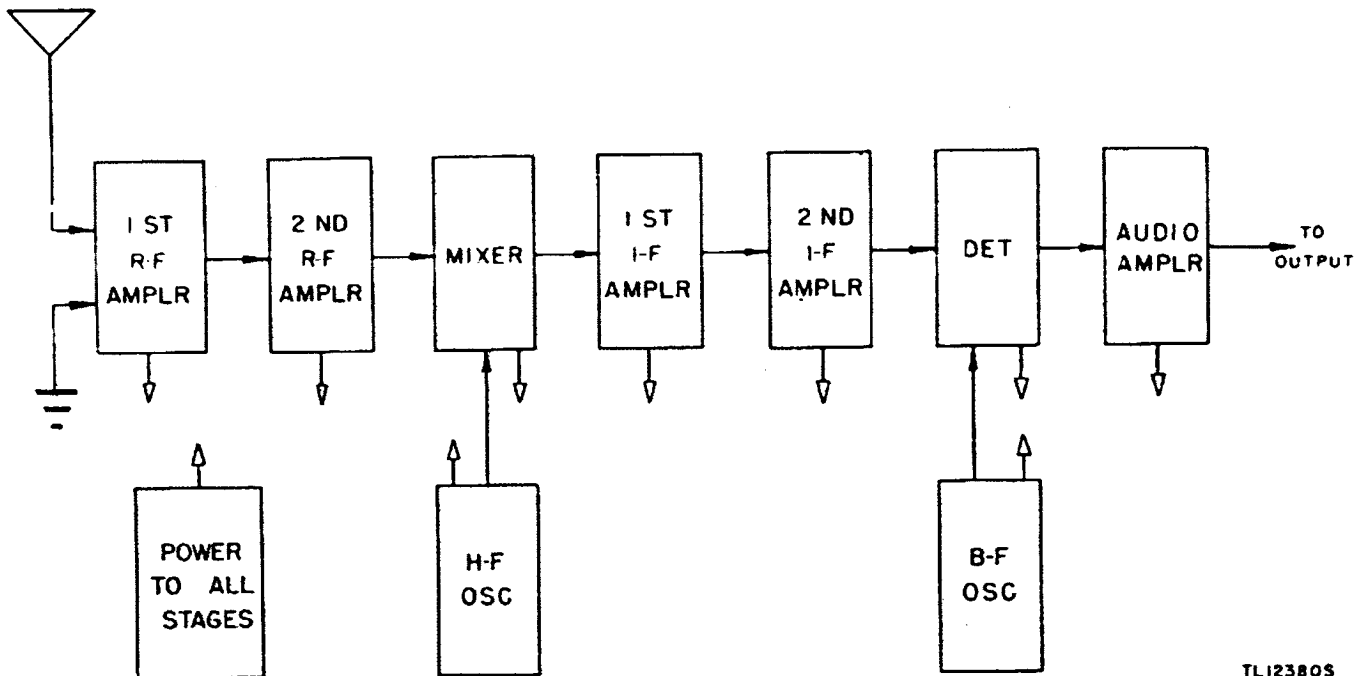 1 ST
R-F
AMPLR
2 ND
R-F
AMPLR
MIXER
1 ST
I-F
AMPLR
2 ND
I-F
AMPLR
DET
AUDIO
AMPLR
TO
OUTPUT
POWER
TO ALL
STAGES
H-F
OSC
B-F
OSC
TL12380S